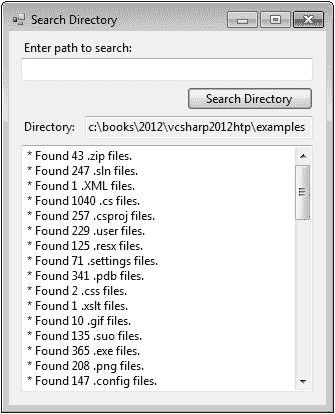 Search Directory
Enter path to search:
Search Directory
Directory: c:\books\2012\vcsharp2012htp\examples
* Found 43 .zip files.
* Found 247 .sln files.
* Found 1 .XML files.
* Found 1040 .cs files.
* Found 257 .csproj files.
* Found 229 .user files.
* Found 125 .resx files.
* Found 71 .settings files.
* Found 341 .pdb files.
* Found 2 .css files.
* Found 1 .xslt files.
* Found 10 .gif files.
* Found 135 .suo files.
* Found 365 .exe files.
* Found 208 .png files.
* Found 147 .config files.